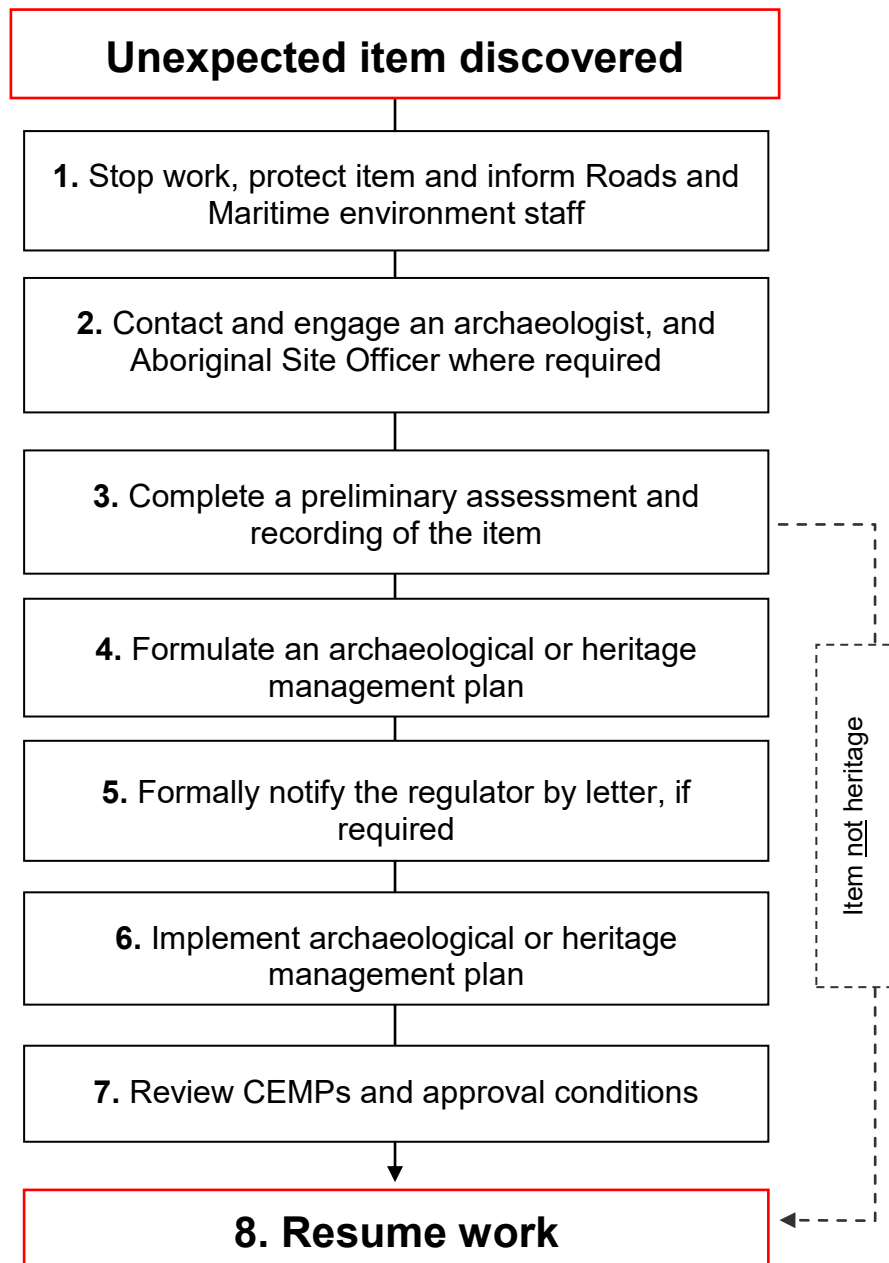 Unexpected item discovered
1. Stop work, protect item and inform Roads and
Maritime environment staff
2. Contact and engage an archaeologist, and
Aboriginal Site Officer where required
3. Complete a preliminary assessment and
recording of the item
4. Formulate an archaeological or heritage
management plan
5. Formally notify the regulator by letter, if
required
6. Implement archaeological or heritage
management plan
7. Review CEMPs and approval conditions
8. Resume work
Item not heritage